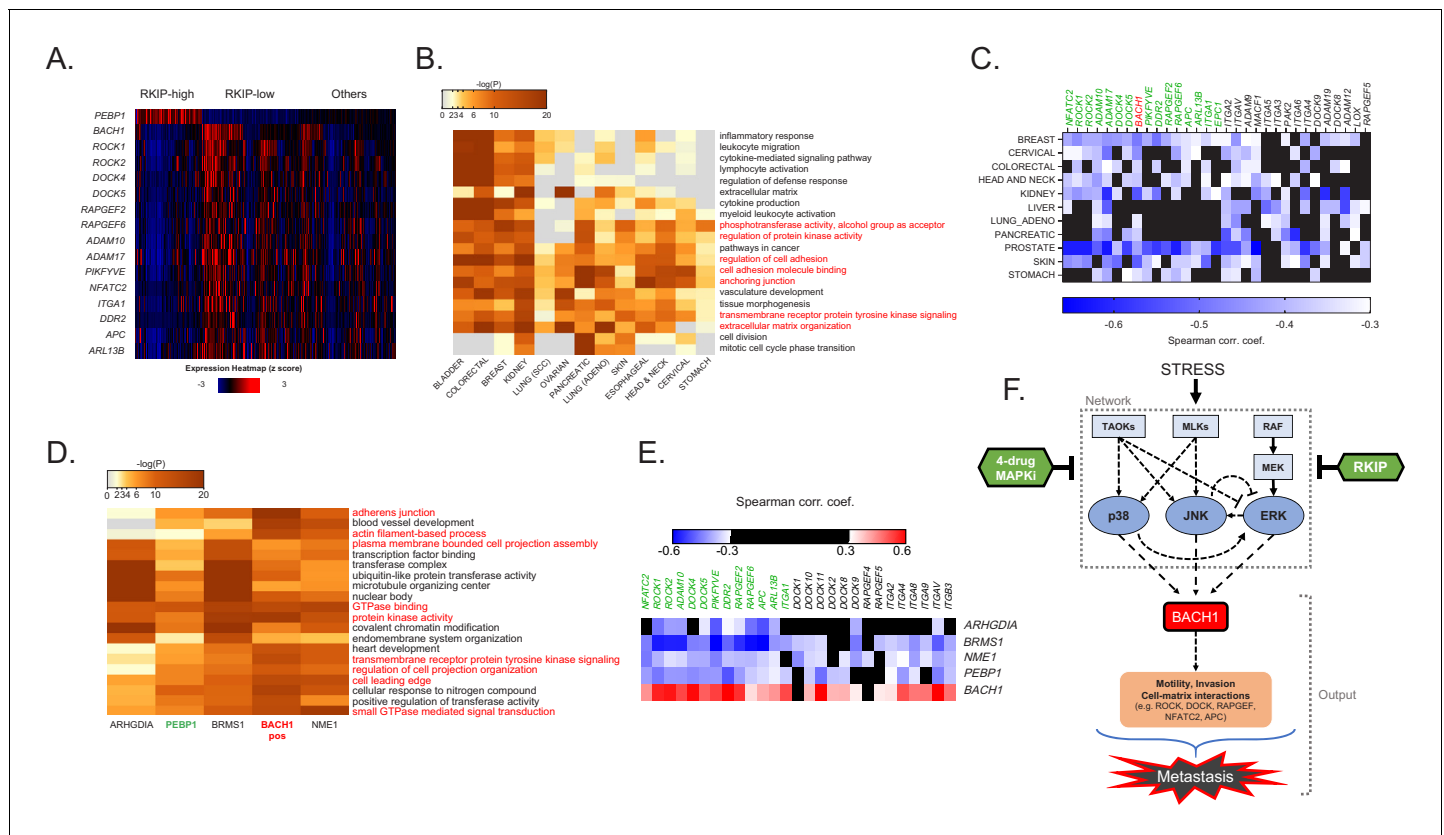 A.
RKIP-high RKIP-low Others
PEBP1
BACH1
ROCK1
ROCK2
DOCK4
DOCK5
RAPGEF2
RAPGEF6
ADAM10
ADAM17
PIKFYVE
NFATC2
ITGA1
DDR2
APC
ARL13B
Expression Heatmap (z score)
-3 3
B.
-log(P)
0 2 3 4 6 10 20
inflammatory response
leukocyte migration
cytokine-mediated signaling pathway
lymphocyte activation
regulation of defense response
extracellular matrix
cytokine production
myeloid leukocyte activation
phosphotransferase activity, alcohol group as acceptor
regulation of protein kinase activity
pathways in cancer
regulation of cell adhesion
cell adhesion molecule binding
anchoring junction
vasculature development
tissue morphogenesis
transmembrane receptor protein tyrosine kinase signaling
extracellular matrix organization
cell division
mitotic cell cycle phase transition
BLADDER
COLORECTAL
BREAST
KIDNEY
LUNG (SCC)
OVARIAN
PANCREATIC
LUNG (ADENO)
SKIN
ESOPHAGEAL
HEAD & NECK
CERVICAL
STOMACH
C.
NFATC2
ROCK1
ROCK2
ADAM10
ADAM17
DOCK4
DOCK5
BACH1
PIKFYVE
DDR2
RAPGEF2
RAPGEF6
APC
ARL13B
ITGA1
EPC1
ITGA2
ITGAV
ADAM9
MACF1
ITGA5
ITGA3
PAK2
ITGA6
ITGA4
DOCK9
ADAM19
DOCK8
ADAM12
LOX
RAPGEF5
BREAST
CERVICAL
COLORECTAL
HEAD AND NECK
KIDNEY
LIVER
LUNG_ADENO
PANCREATIC
PROSTATE
SKIN
STOMACH
-0.6 -0.5 -0.4 -0.3
Spearman corr. coef.
D.
-log(P)
0 2 3 4 6 10 20
adherens junction
blood vessel development
actin filament-based process
plasma membrane bounded cell projection assembly
transcription factor binding
transferase complex
ubiquitin-like protein transferase activity
microtubule organizing center
nuclear body
GTPase binding
protein kinase activity
covalent chromatin modification
endomembrane system organization
heart development
transmembrane receptor protein tyrosine kinase signaling
regulation of cell projection organization
cell leading edge
cellular response to nitrogen compound
positive regulation of transferase activity
small GTPase mediated signal transduction
ARHGDIA PEBP1 BRMS1 BACH1 NME1
pos
E.
Spearman corr. coef.
-0.6 -0.3 0.3 0.6
NFATC2
ROCK1
ROCK2
ADAM10
DOCK4
DOCK5
PIKFYVE
DDR2
RAPGEF2
RAPGEF6
APC
ARL13B
ITGA1
DOCK1
DOCK10
DOCK11
DOCK2
DOCK6
DOCK9
RAPGEF4
RAPGEF5
ITGA2
ITGA4
ITGA8
ITGA9
ITGAV
ITGB3
ARHGDIA
BRMS1
NME1
PEBP1
BACH1
F.
STRESS
Network
TAOKs MLKs RAF
MEK
4-drug
MAPKi
RKIP
p38 JNK ERK
BACH1
Motility, Invasion
Cell-matrix interactions
(e.g. ROCK, DOCK, RAPGEF,
NFATC2, APC)
Output
Metastasis